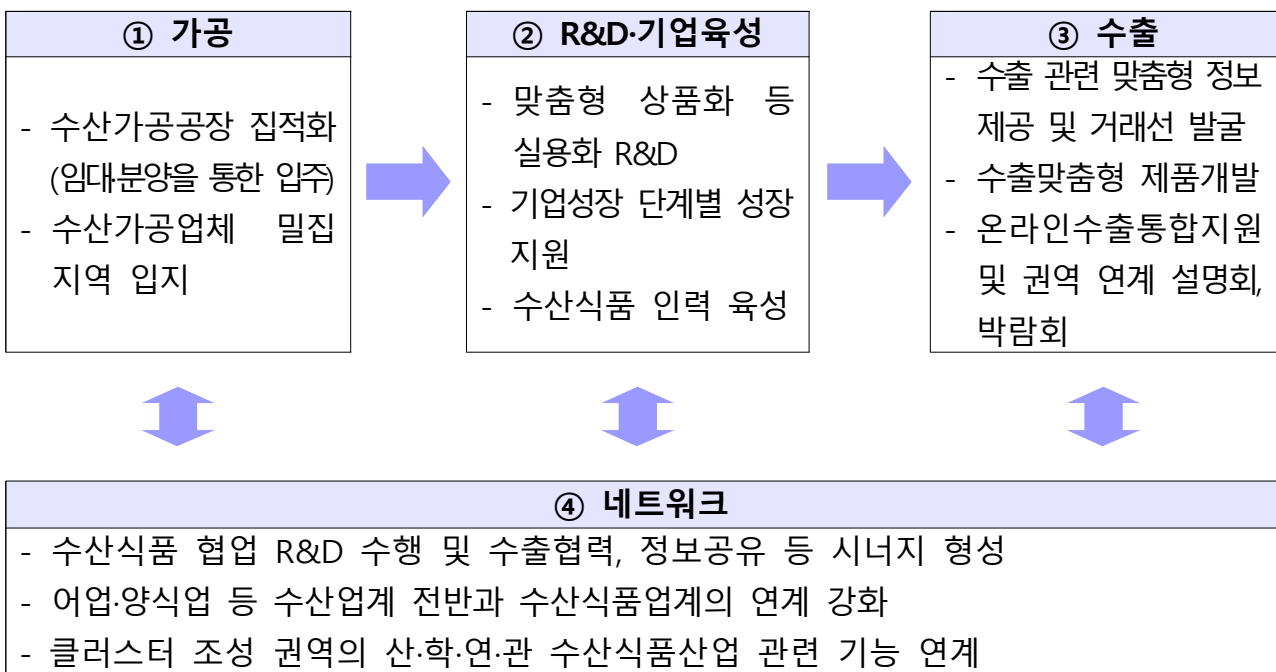 ① 가공
- 수산가공공장 집적화
(임대·분양을 통한 입주)
- 수산가공업체 밀집
지역 입지
② R&D·기업육성
- 맞춤형 상품화 등
실용화 R&D
- 기업성장 단계별 성장
지원
- 수산식품 인력 육성
③ 수출
- 수출 관련 맞춤형 정보
제공 및 거래선 발굴
- 수출맞춤형 제품개발
- 온라인수출통합지원
및 권역 연계 설명회,
박람회
④ 네트워크
- 수산식품 협업 R&D 수행 및 수출협력, 정보공유 등 시너지 형성
- 어업·양식업 등 수산업계 전반과 수산식품업계의 연계 강화
- 클러스터 조성 권역의 산·학·연·관 수산식품산업 관련 기능 연계